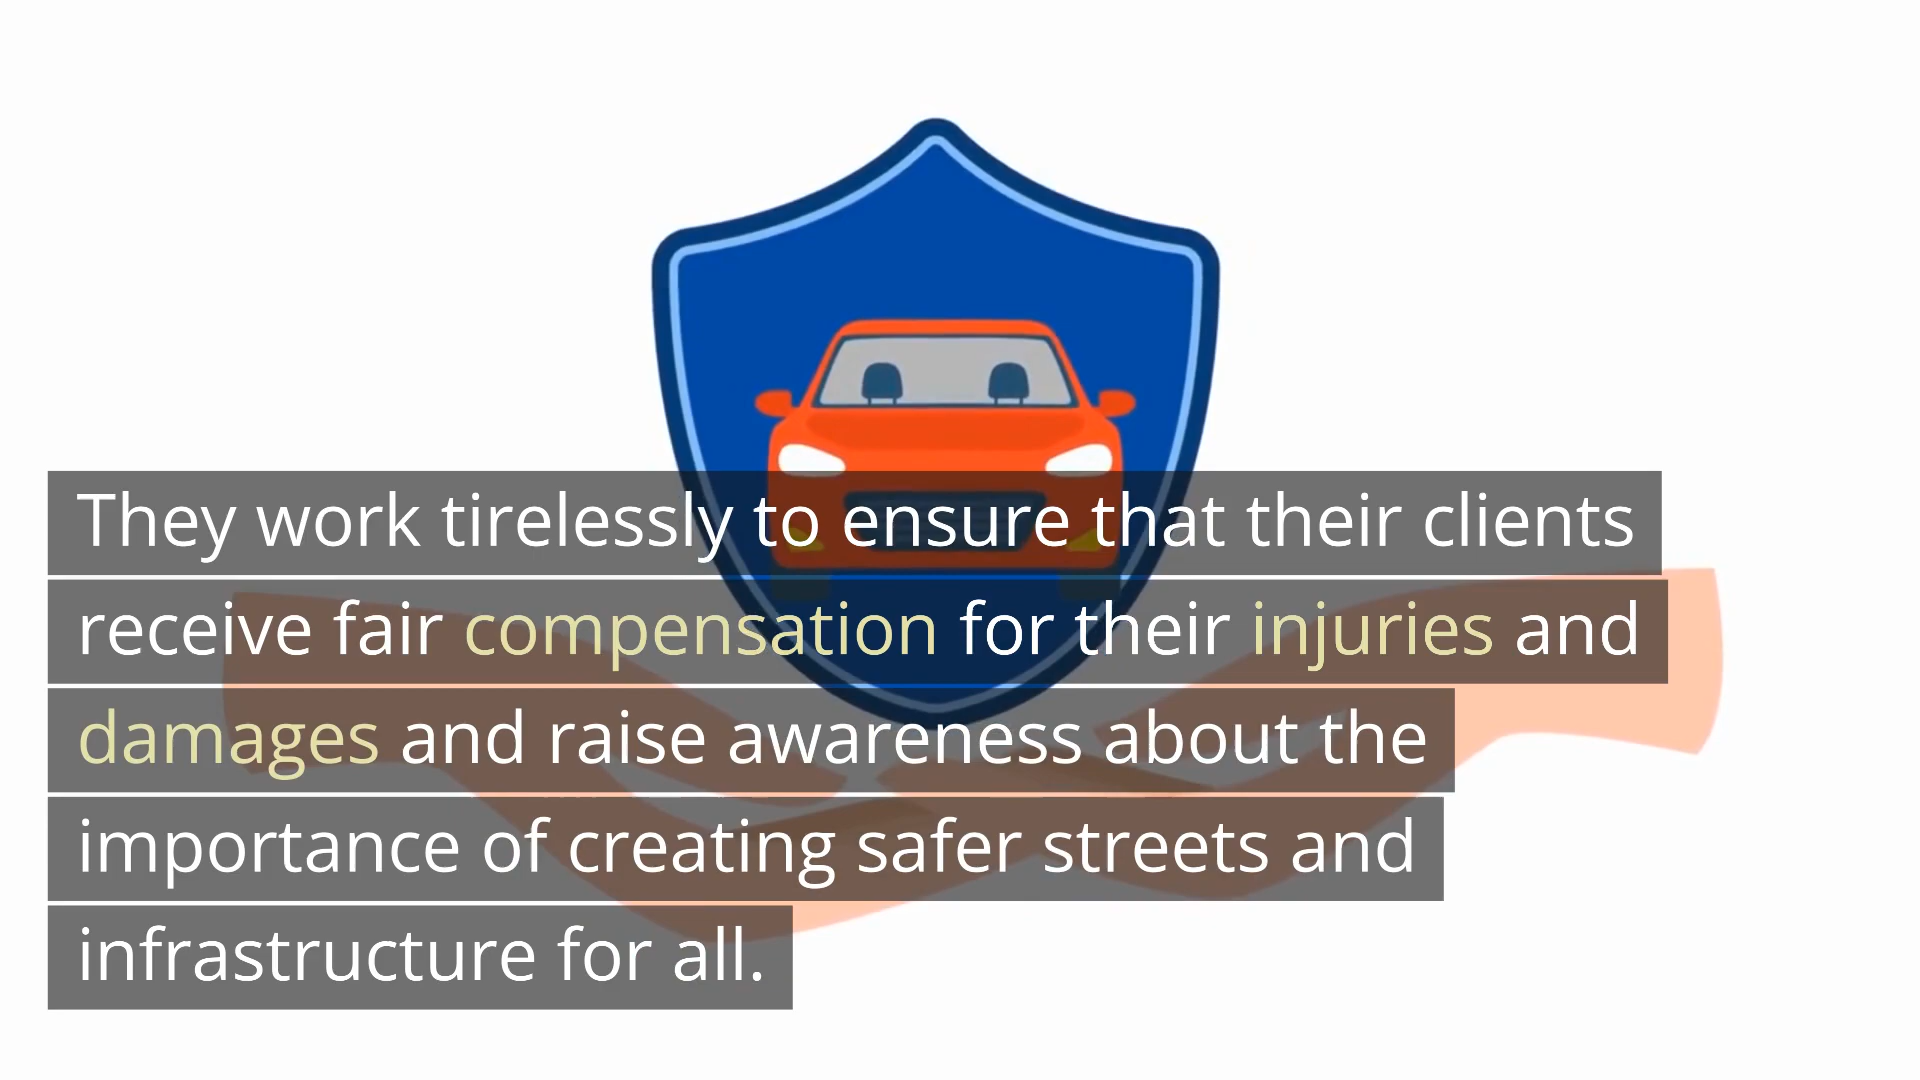 They work tirelessly to ensure that their clients
receive fair compensation for their injuries and
damages and raise awareness about the
importance of creating safer streets and
infrastructure for all.